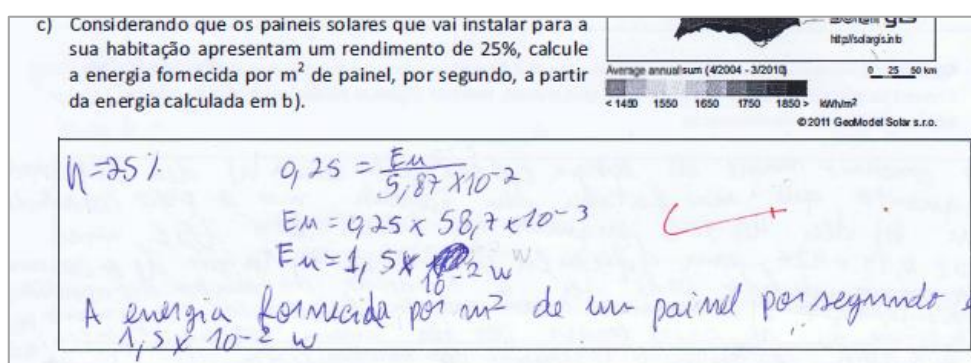 c) Considerando que os paineis solares que vai instalar para a
sua habitação apresentam um rendimento de 25%, calcule
a energia fornecida por m² de painel, por segundo, a partir
da energia calculada em b).
http://solargis.info
Average annual sum (4/2004 - 3/2010)
0 25 50 km
< 1450 1550 1650 1750 1850 > kWh/m²
© 2011 GeoModel Solar s.r.o.
η=25%
0,25 = Eu / 5,87 x10-2
Eu = 0,25 x 58,7 x 10-3
Eu = 1,5 x 10-2 w
A energia fornecida por m² de um painel por segundo é
1,5 x 10-2 w